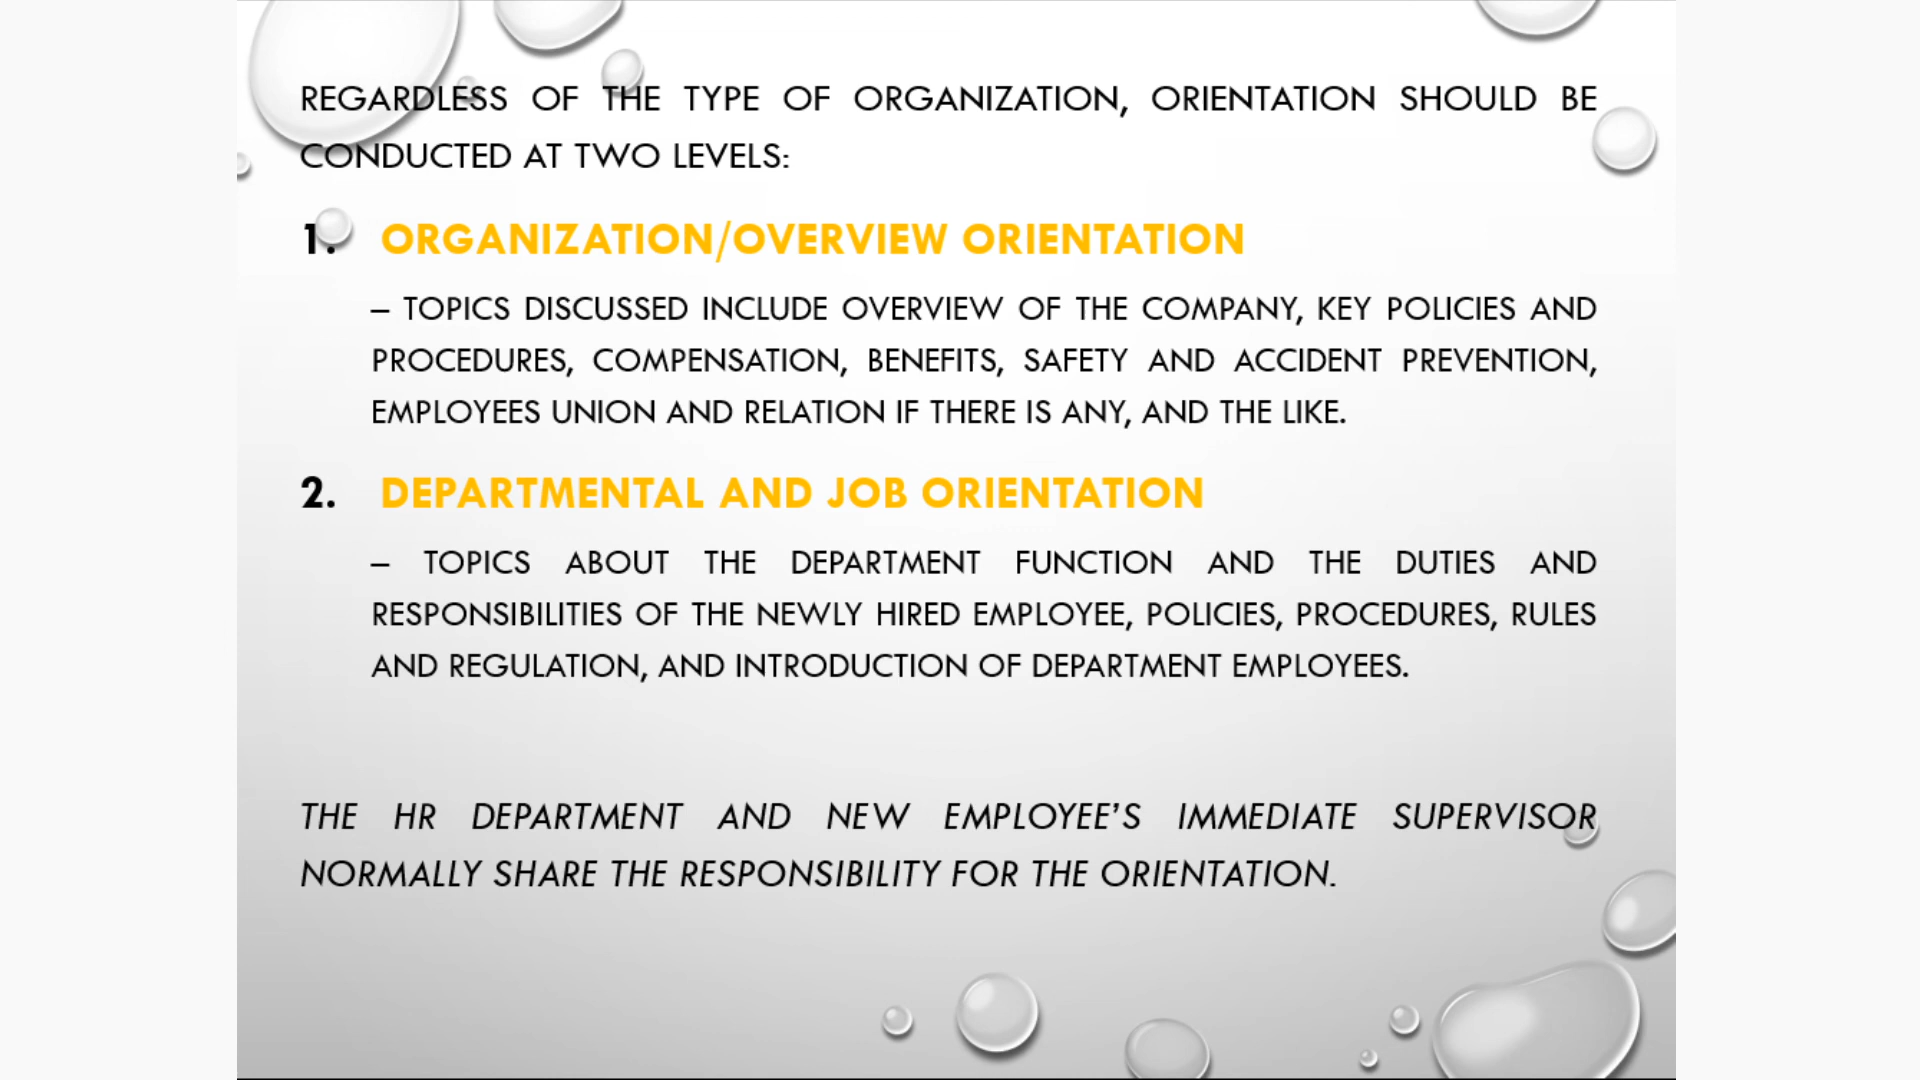 REGARDLESS OF THE TYPE OF ORGANIZATION, ORIENTATION SHOULD BE
CONDUCTED AT TWO LEVELS:
1. ORGANIZATION/OVERVIEW ORIENTATION
– TOPICS DISCUSSED INCLUDE OVERVIEW OF THE COMPANY, KEY POLICIES AND
PROCEDURES, COMPENSATION, BENEFITS, SAFETY AND ACCIDENT PREVENTION,
EMPLOYEES UNION AND RELATION IF THERE IS ANY, AND THE LIKE.
2. DEPARTMENTAL AND JOB ORIENTATION
– TOPICS ABOUT THE DEPARTMENT FUNCTION AND THE DUTIES AND
RESPONSIBILITIES OF THE NEWLY HIRED EMPLOYEE, POLICIES, PROCEDURES, RULES
AND REGULATION, AND INTRODUCTION OF DEPARTMENT EMPLOYEES.
THE HR DEPARTMENT AND NEW EMPLOYEE’S IMMEDIATE SUPERVISOR
NORMALLY SHARE THE RESPONSIBILITY FOR THE ORIENTATION.